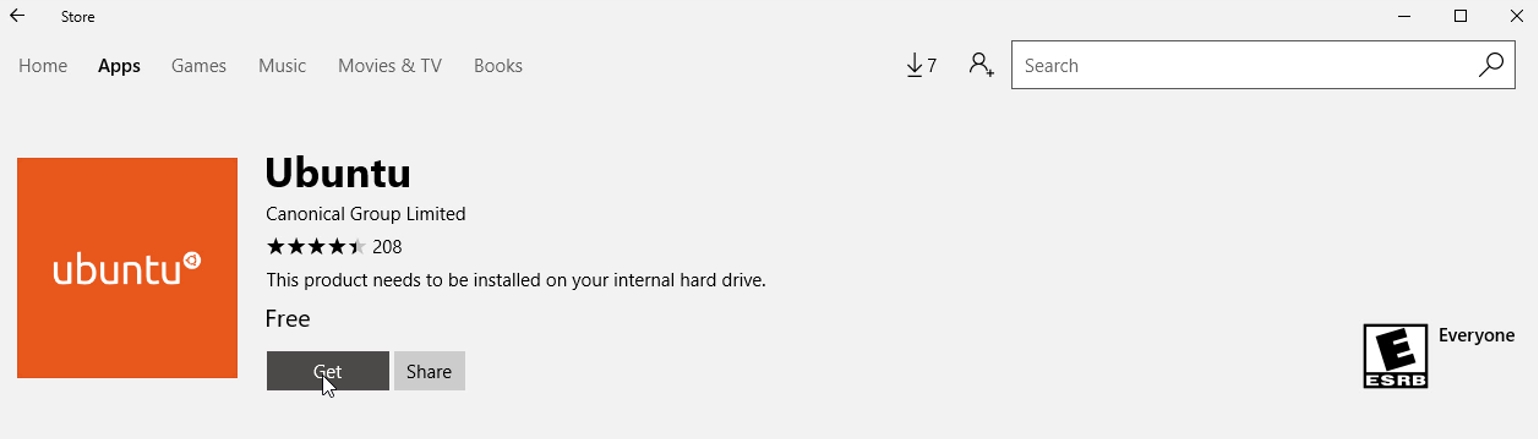 Store
Home Apps Games Music Movies & TV Books 7 Search
Ubuntu
Canonical Group Limited
208
ubuntu
This product needs to be installed on your internal hard drive.
Free
Get Share
E Everyone
ESRB